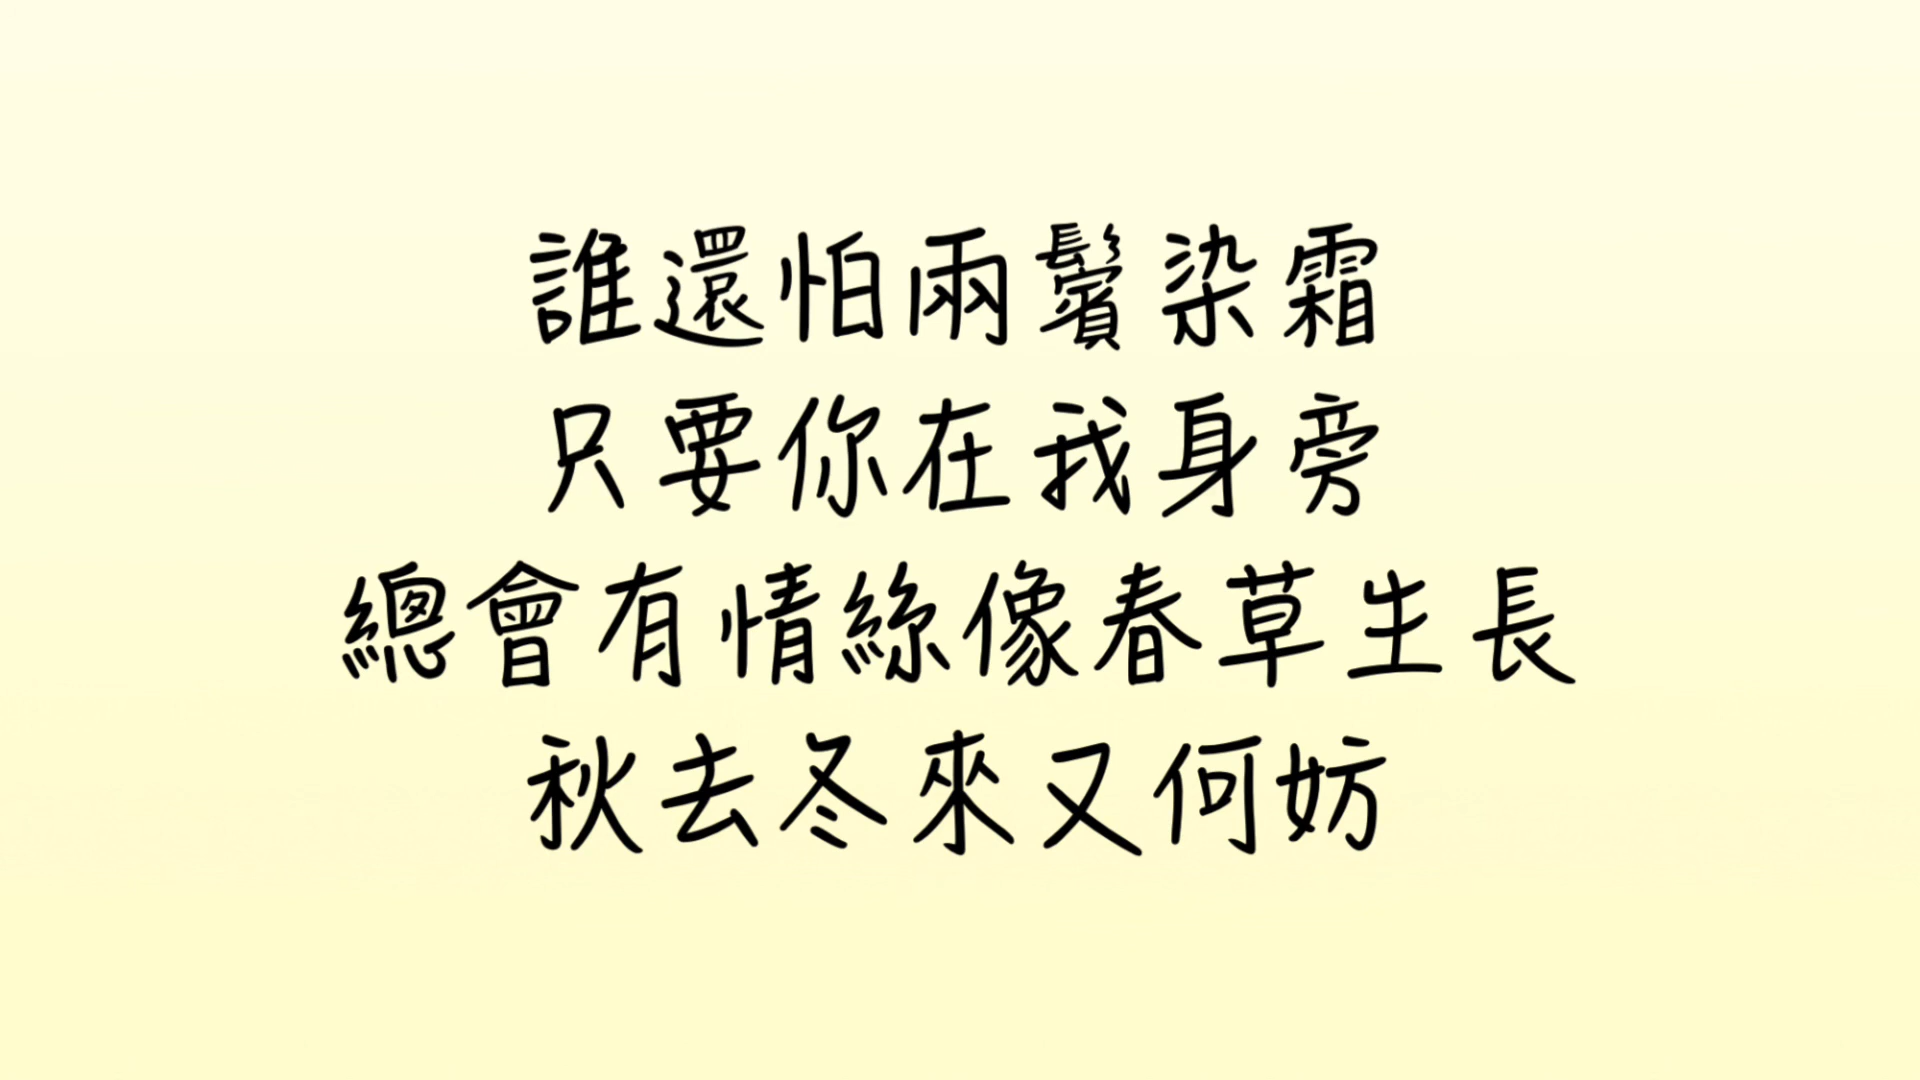 誰還怕兩鬢染霜
只要你在我身旁
總會有情絲像春草生長
秋去冬來又何妨